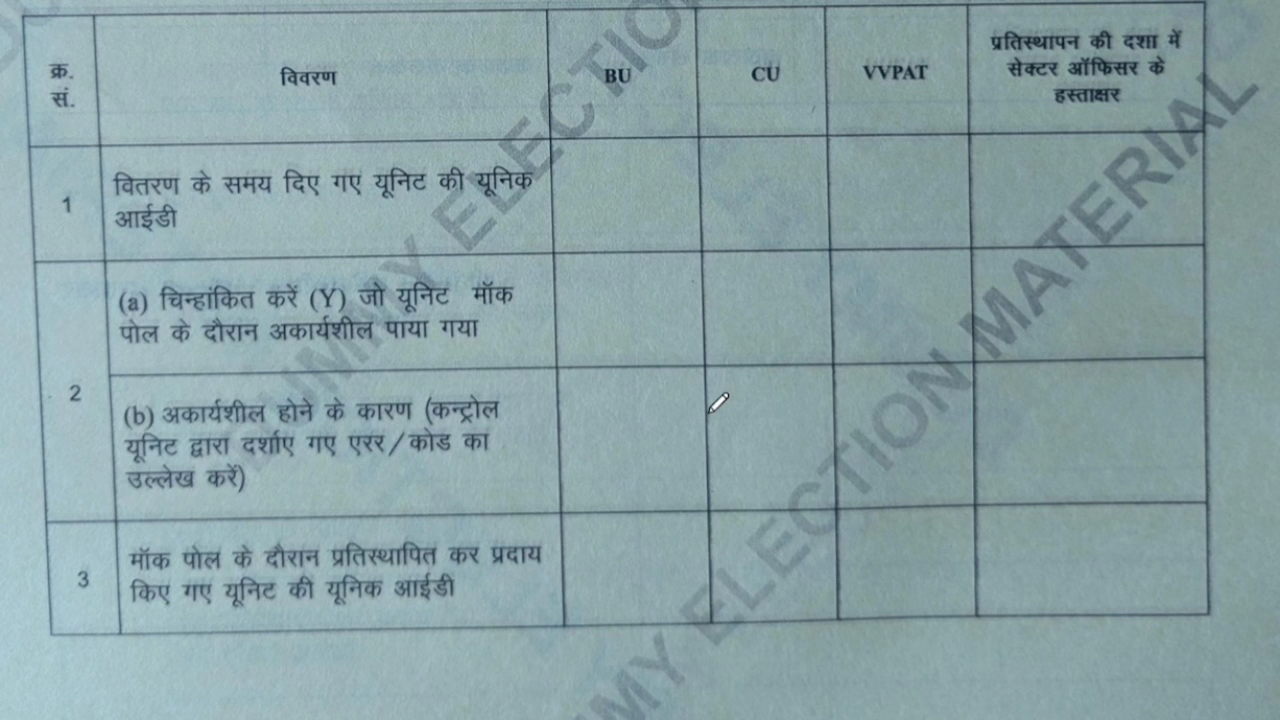 क्र.
सं.
विवरण
BU
CU
VVPAT
प्रतिस्थापन की दशा में
सेक्टर ऑफिसर के
हस्ताक्षर
1
वितरण के समय दिए गए यूनिट की यूनिक
आईडी
2
(a) चिन्हांकित करें (Y) जो यूनिट मॉक
पोल के दौरान अकार्यशील पाया गया
(b) अकार्यशील होने के कारण (कन्ट्रोल
यूनिट द्वारा दर्शाए गए एरर/कोड का
उल्लेख करें)
3
मॉक पोल के दौरान प्रतिस्थापित कर प्रदाय
किए गए यूनिट की यूनिक आईडी
DUMMY ELECTION
MY ELECTION MATERIAL